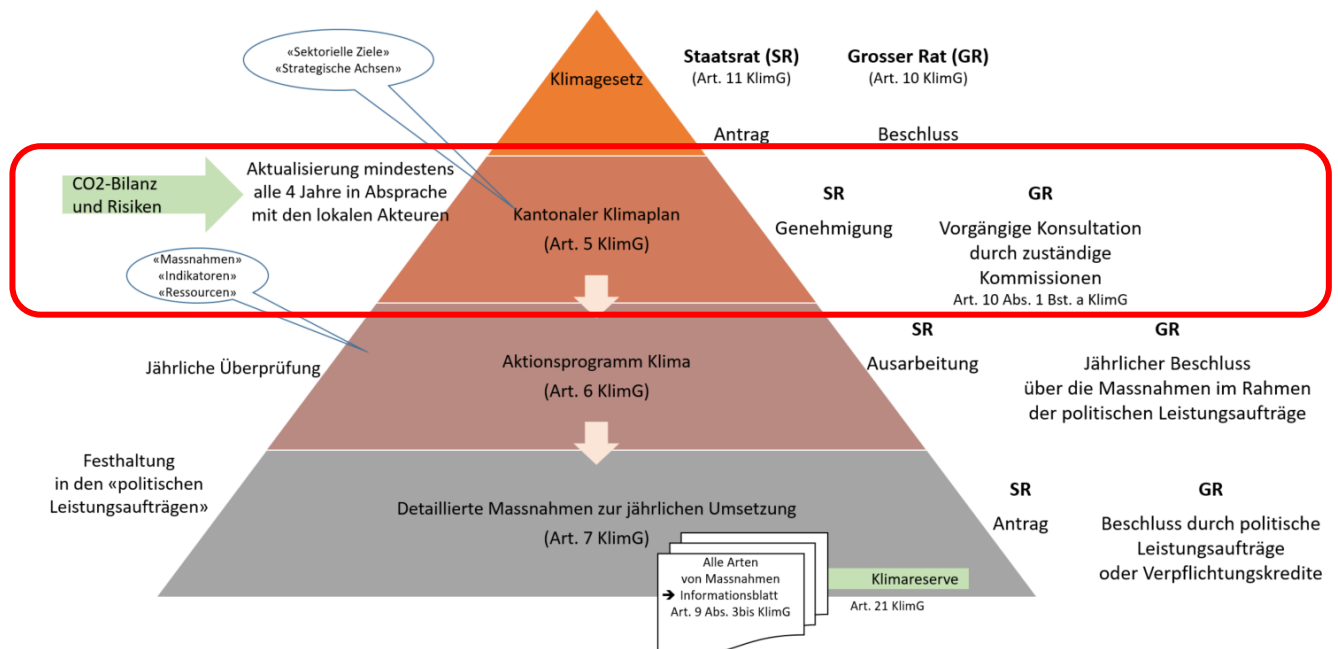 «Sektorielle Ziele»
«Strategische Achsen»
Klimagesetz
Staatsrat (SR)
(Art. 11 KlimG)
Grosser Rat (GR)
(Art. 10 KlimG)
Antrag
Beschluss
CO2-Bilanz
und Risiken
Aktualisierung mindestens
alle 4 Jahre in Absprache
mit den lokalen Akteuren
Kantonaler Klimaplan
(Art. 5 KlimG)
SR
Genehmigung
GR
Vorgängige Konsultation
durch zuständige
Kommissionen
Art. 10 Abs. 1 Bst. a KlimG
«Massnahmen»
«Indikatoren»
«Ressourcen»
Jährliche Überprüfung
Aktionsprogramm Klima
(Art. 6 KlimG)
SR
Ausarbeitung
GR
Jährlicher Beschluss
über die Massnahmen im Rahmen
der politischen Leistungsaufträge
Festhaltung
in den «politischen
Leistungsaufträgen»
Detaillierte Massnahmen zur jährlichen Umsetzung
(Art. 7 KlimG)
SR
Antrag
GR
Beschluss durch politische
Leistungsaufträge
oder Verpflichtungskredite
Alle Arten
von Massnahmen
➔ Informationsblatt
Art. 9 Abs. 3bis KlimG
Klimareserve
Art. 21 KlimG